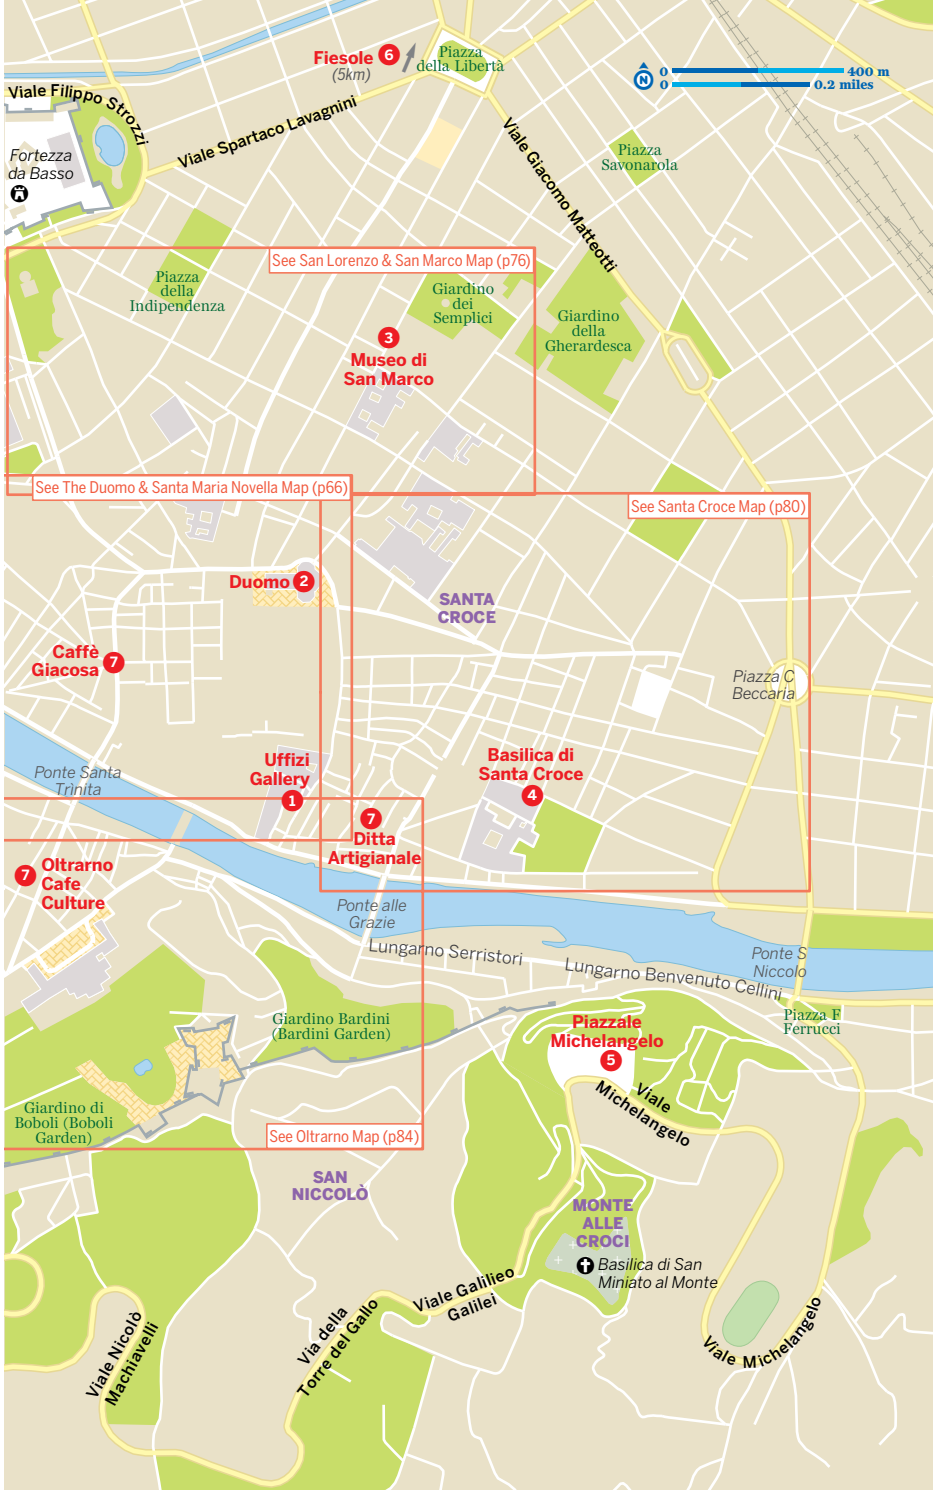 Fiesole 6
(5km)
Piazza
della Libertà
N
0 400 m
0 0.2 miles
Viale Filippo Strozzi
Viale Spartaco Lavagnini
Viale Giacomo Matteotti
Fortezza
da Basso
Piazza
Savonarola
See San Lorenzo & San Marco Map (p76)
Piazza
della
Indipendenza
Giardino
dei
Semplici
Giardino
della
Gherardesca
3
Museo di
San Marco
See The Duomo & Santa Maria Novella Map (p66)
See Santa Croce Map (p80)
Duomo 2
SANTA
CROCE
Caffè
Giacosa 7
Piazza C
Beccaria
Uffizi
Gallery
1
Basilica di
Santa Croce
4
Ponte Santa
Trìnita
7
Ditta
Artigianale
7 Oltrarno
Cafe
Culture
Ponte alle
Grazie
Lungarno Serristori
Lungarno Benvenuto Cellini
Ponte S
Niccolo
Giardino Bardini
(Bardini Garden)
Piazzale
Michelangelo
5
Piazza F
Ferrucci
Viale
Michelangelo
Giardino di
Boboli (Boboli
Garden)
See Oltrarno Map (p84)
SAN
NICCOLÒ
MONTE
ALLE
CROCI
Basilica di San
Miniato al Monte
Viale Galilieo
Galilei
Via della
Torre del Gallo
Viale Nicolò
Machiavelli
Viale Michelangelo